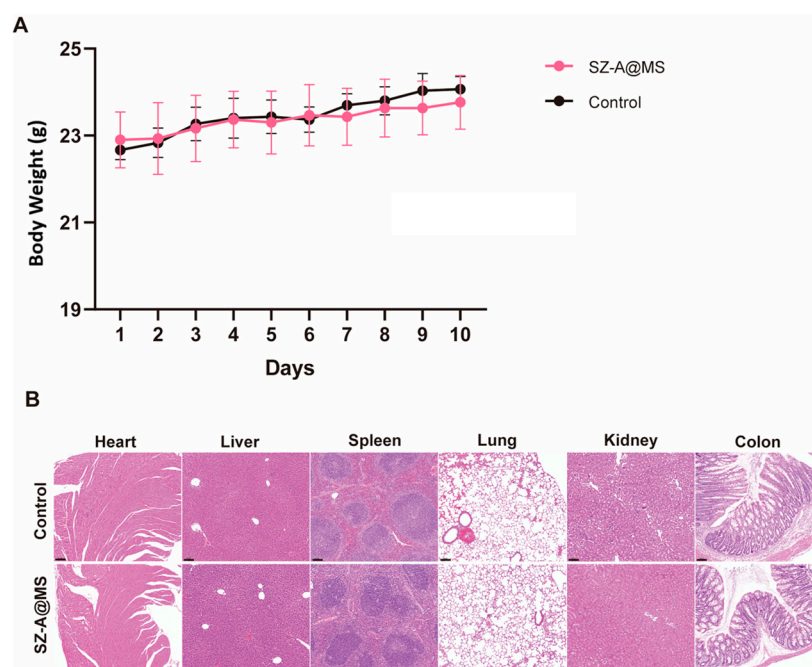 A
25
23
21
19
Body Weight (g)
1 2 3 4 5 6 7 8 9 10
Days
SZ-A@MS
Control
B
Heart Liver Spleen Lung Kidney Colon
Control
SZ-A@MS